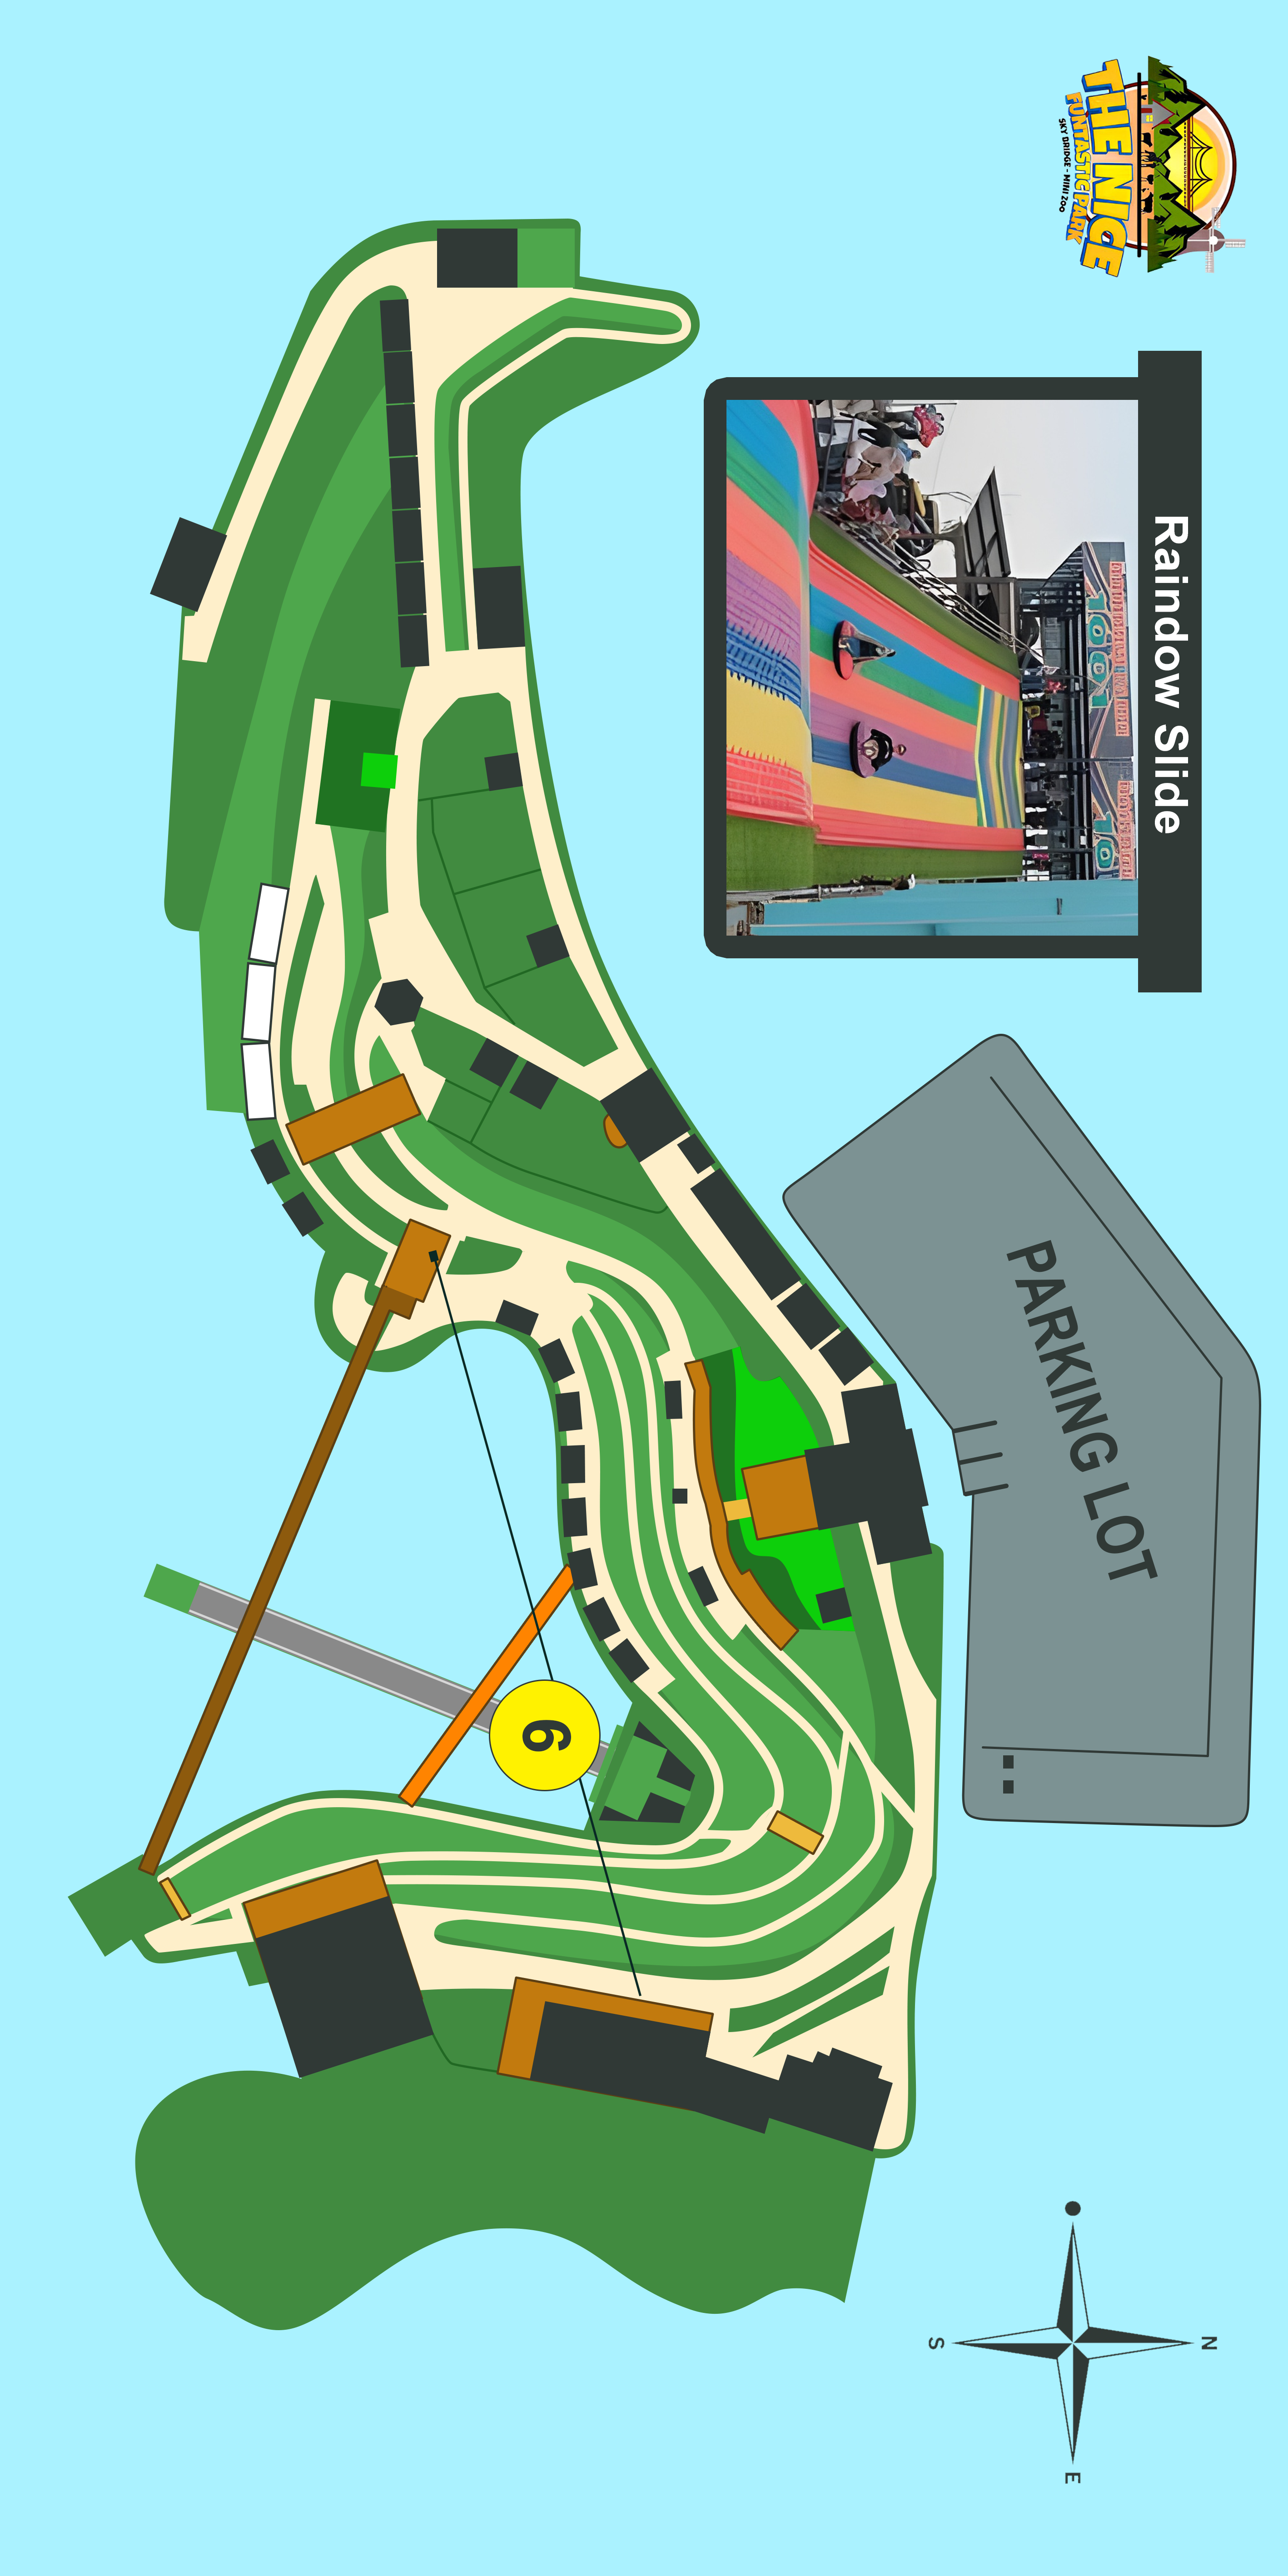 THE NICE
FUNTASTIC PARK
SKY BRIDGE - MINI ZOO
Raindow Slide
PARKING LOT
6
N
S
E